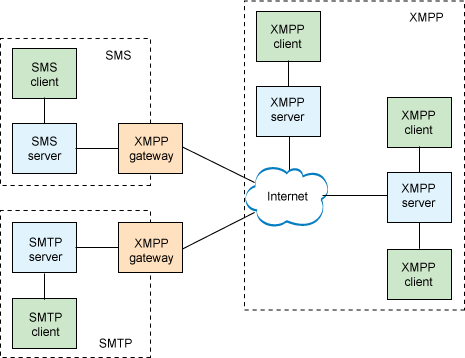 XMPP
XMPP
client
SMS
SMS
client
XMPP
server
XMPP
client
SMS
server
XMPP
gateway
Internet
XMPP
server
SMTP
server
XMPP
gateway
XMPP
client
SMTP
client
SMTP